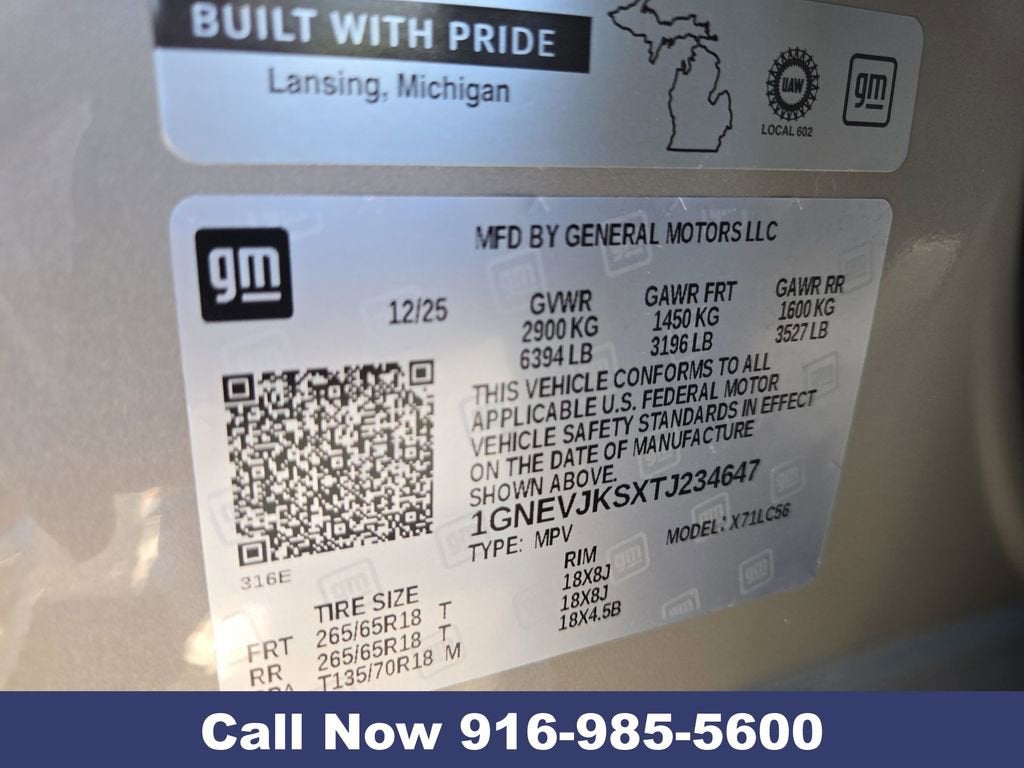 BUILT WITH PRIDE
Lansing, Michigan
UAW
LOCAL 602
gm
gm
MFD BY GENERAL MOTORS LLC
12/25
GVWR
2900 KG
6394 LB
GAWR FRT
1450 KG
3196 LB
GAWR RR
1600 KG
3527 LB
THIS VEHICLE CONFORMS TO ALL
APPLICABLE U.S. FEDERAL MOTOR
VEHICLE SAFETY STANDARDS IN EFFECT
ON THE DATE OF MANUFACTURE
SHOWN ABOVE.
1GNEVJKSXTJ234647
TYPE: MPV
MODEL: X71LC56
316E
TIRE SIZE
RIM
FRT 265/65R18 T 18X8J
RR 265/65R18 T 18X8J
T135/70R18 M 18X4.5B
Call Now 916-985-5600